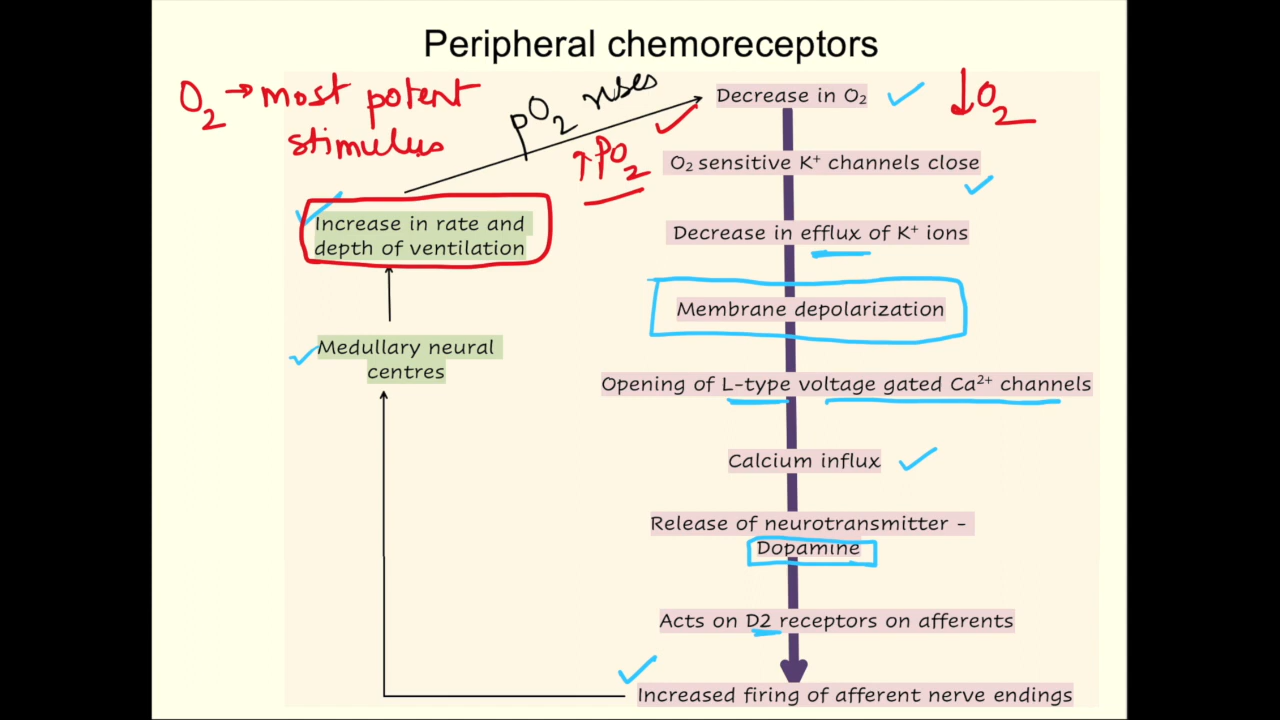 Peripheral chemoreceptors
O₂ → most potent
stimulus
pO₂ rises
↑ PO₂
Decrease in O₂
↓O₂
O₂ sensitive K⁺ channels close
Increase in rate and
depth of ventilation
Decrease in efflux of K⁺ ions
Membrane depolarization
Medullary neural
centres
Opening of L-type voltage gated Ca²⁺ channels
Calcium influx
Release of neurotransmitter -
Dopamine
Acts on D2 receptors on afferents
Increased firing of afferent nerve endings